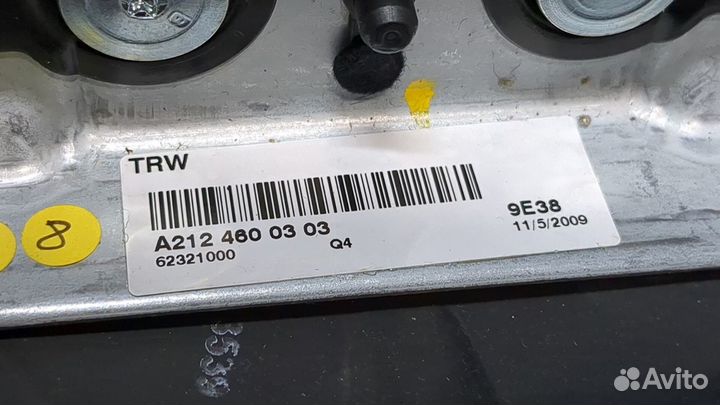 TRW
A212 460 03 03
Q4
62321000
9E38
11/5/2009
8
Avito